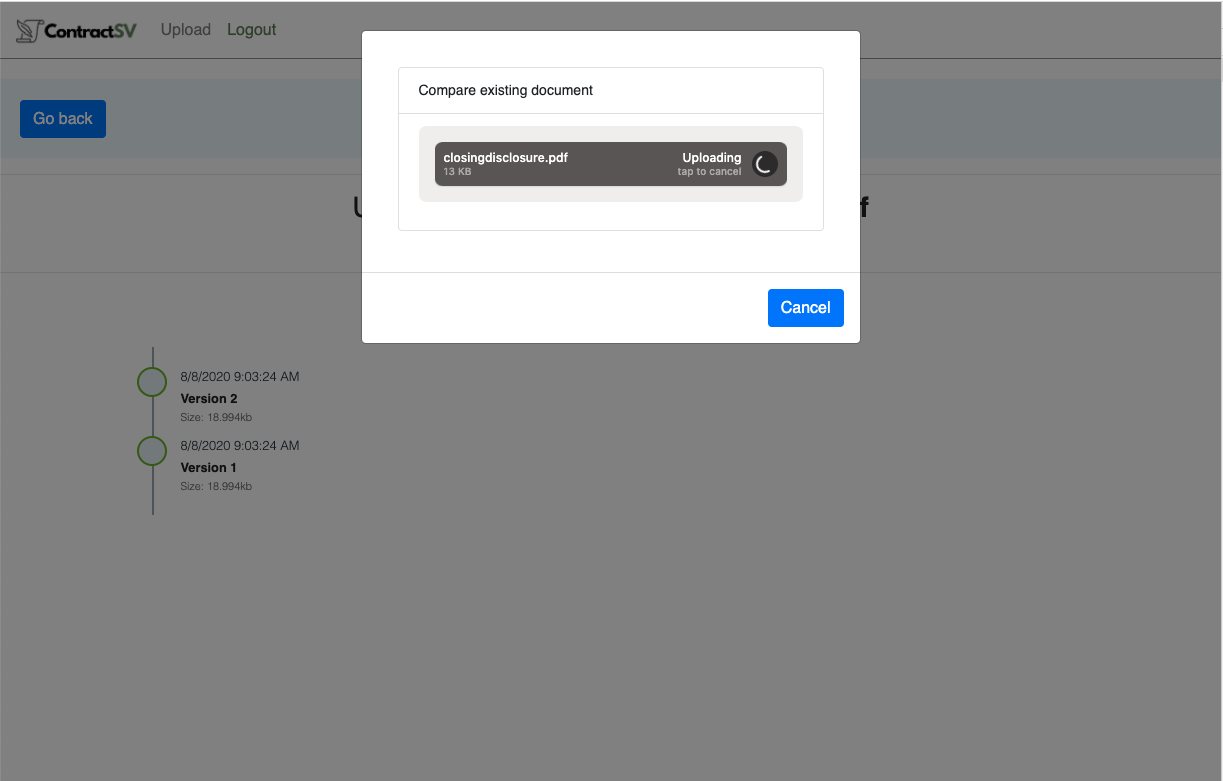 ContractSV Upload Logout
Compare existing document
Go back
closingdisclosure.pdf Uploading
13 KB tap to cancel
Cancel
8/8/2020 9:03:24 AM
Version 2
Size: 18.994kb
8/8/2020 9:03:24 AM
Version 1
Size: 18.994kb